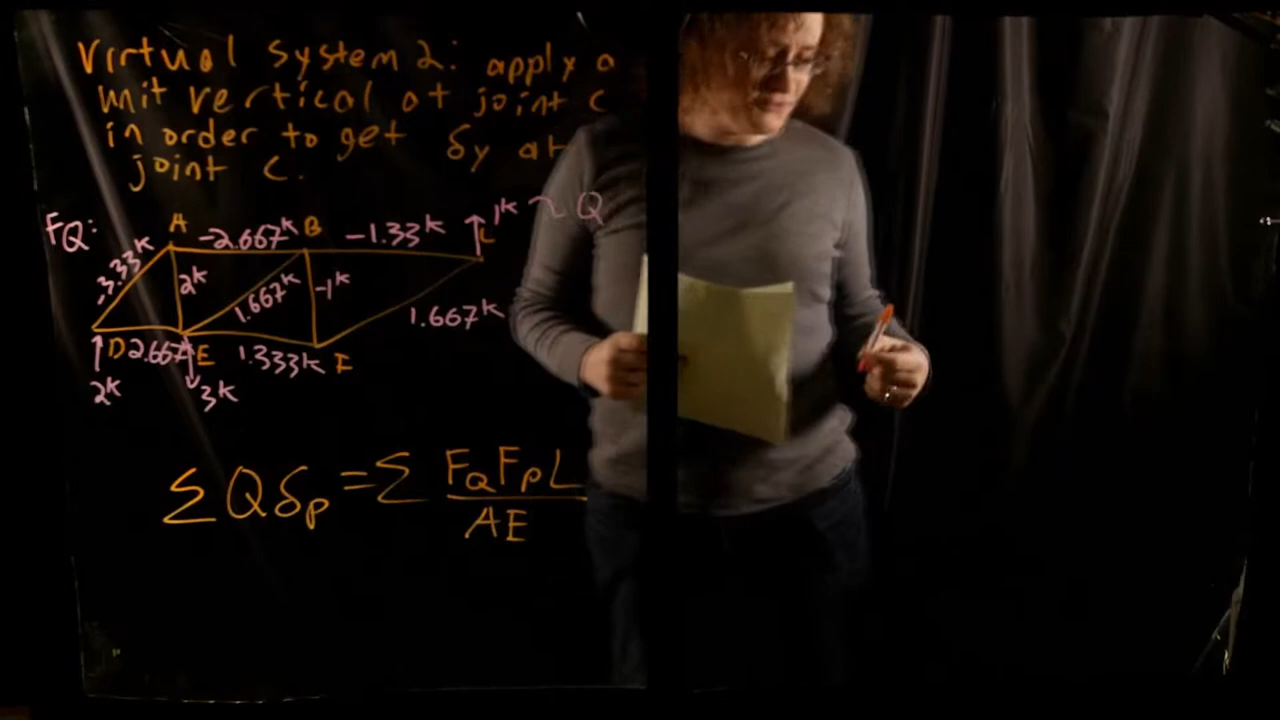 Virtual System 2: apply a
unit vertical at joint C
in order to get δy at
joint C.
FQ:
A -2.667k B -1.33k C 1k ~ Q
-3.33k 2k 1.667k -1k 1.667k
D 2.667 E 1.333k F
2k 3k
ΣQδp = Σ FQFPL
AE